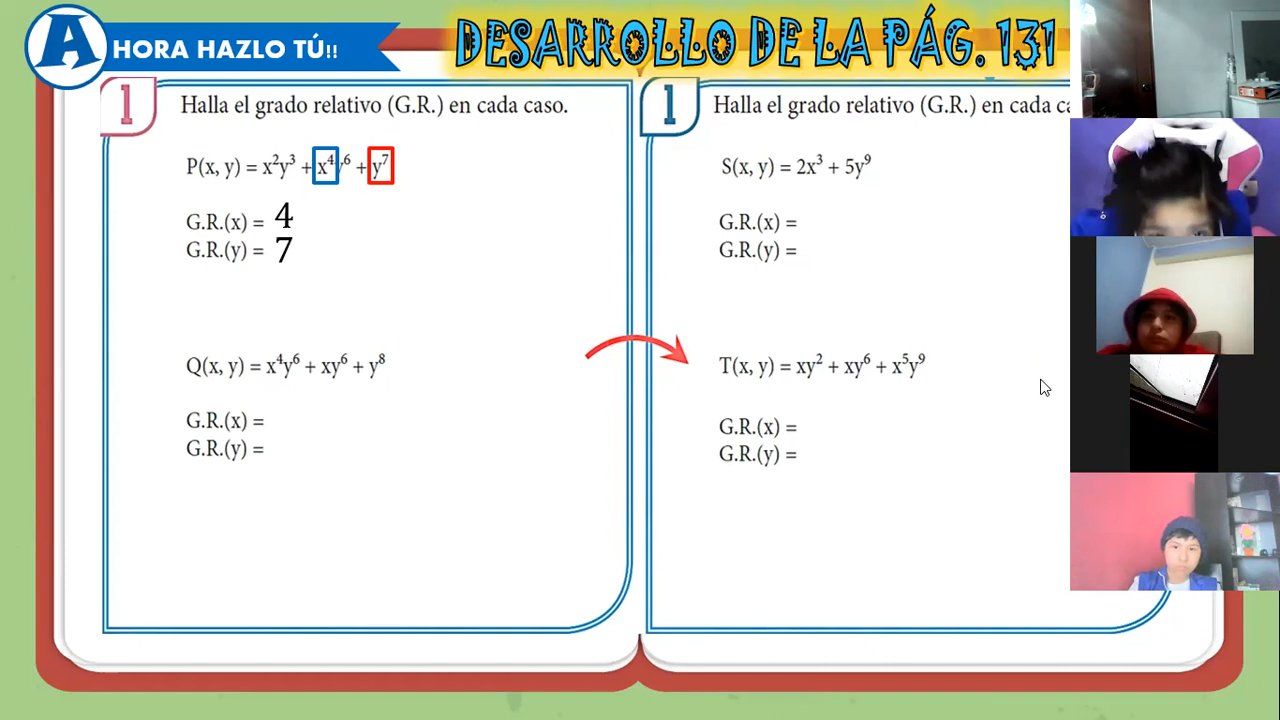 AHORA HAZLO TÚ!!
DESARROLLO DE LA PÁG. 131
1
Halla el grado relativo (G.R.) en cada caso.
P(x, y) = x²y³ + x⁴y⁶ + y⁷
G.R.(x) = 4
G.R.(y) = 7
Q(x, y) = x⁴y⁶ + xy⁶ + y⁸
G.R.(x) =
G.R.(y) =
1
Halla el grado relativo (G.R.) en cada ca
S(x, y) = 2x³ + 5y⁹
G.R.(x) =
G.R.(y) =
T(x, y) = xy² + xy⁶ + x⁵y⁹
G.R.(x) =
G.R.(y) =